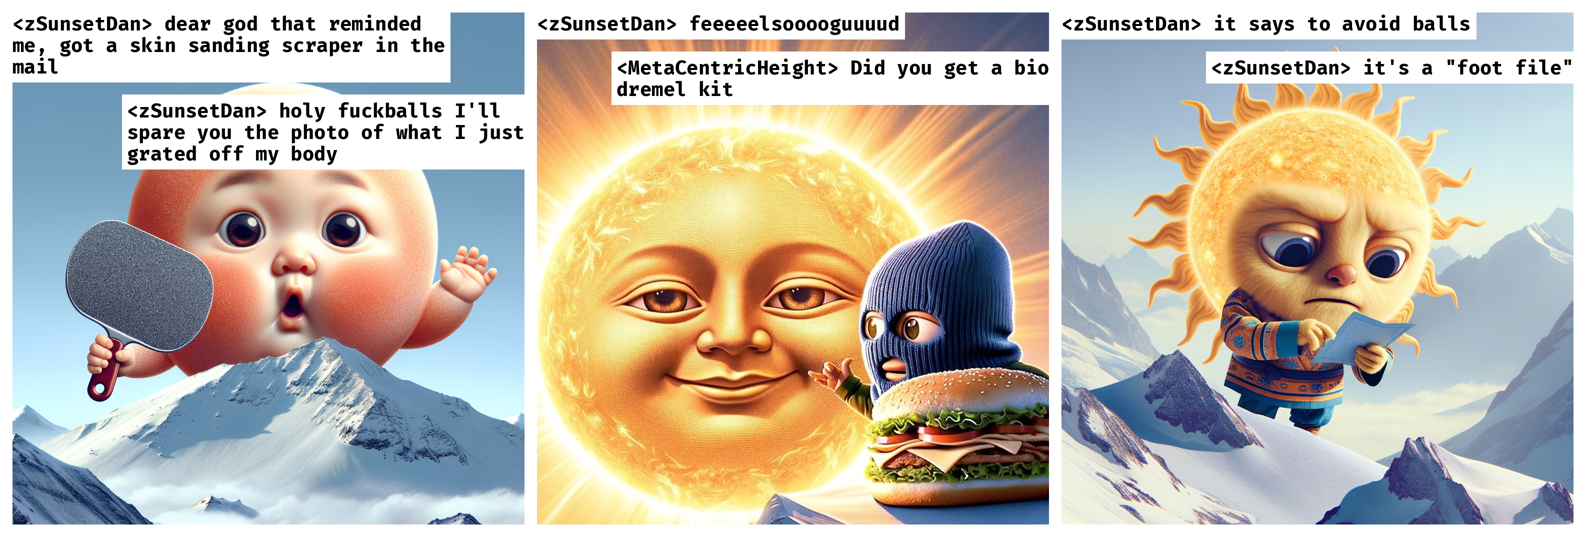 <zSunsetDan> dear god that reminded
me, got a skin sanding scraper in the
mail
<zSunsetDan> holy fuckballs I'll
spare you the photo of what I just
grated off my body
<zSunsetDan> feeeeelsooooguuuud
<MetaCentricHeight> Did you get a bio
dremel kit
<zSunsetDan> it says to avoid balls
<zSunsetDan> it's a "foot file"